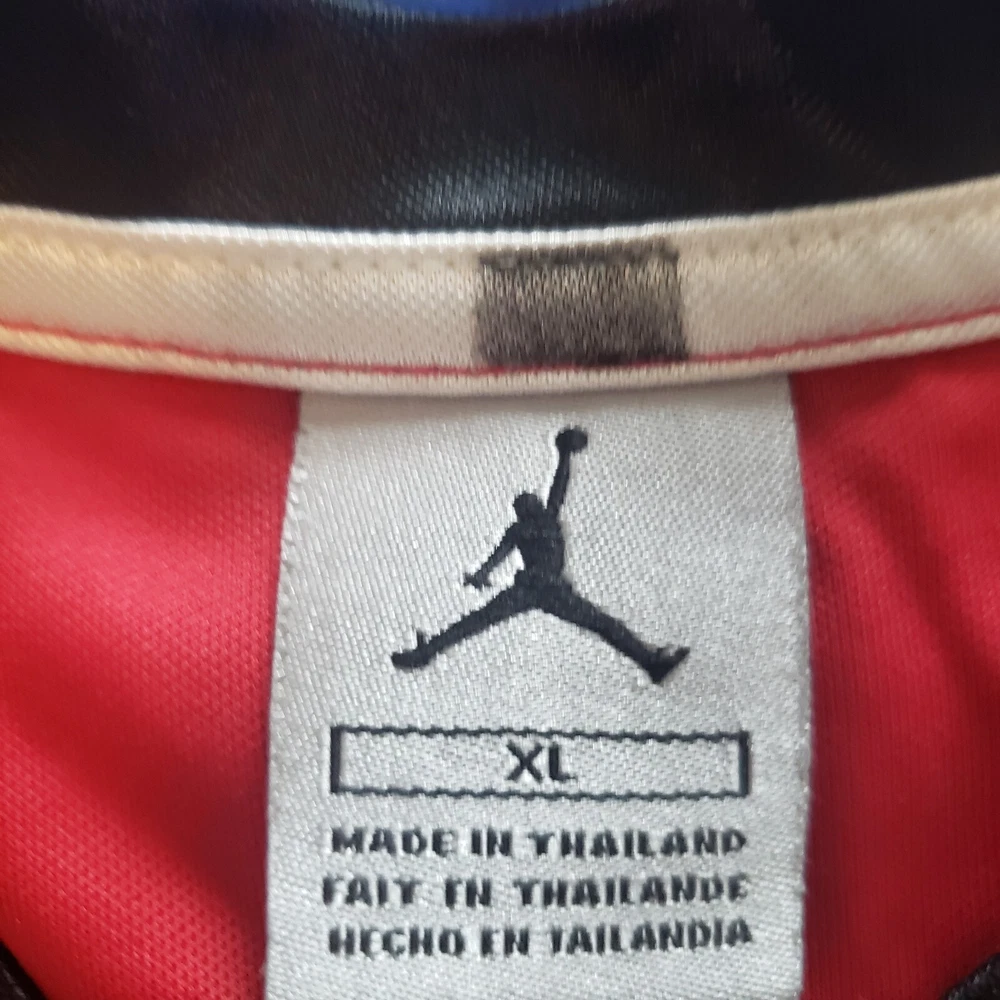 XL
MADE IN THAILAND
FAIT EN THAILANDE
HECHO EN TAILANDIA